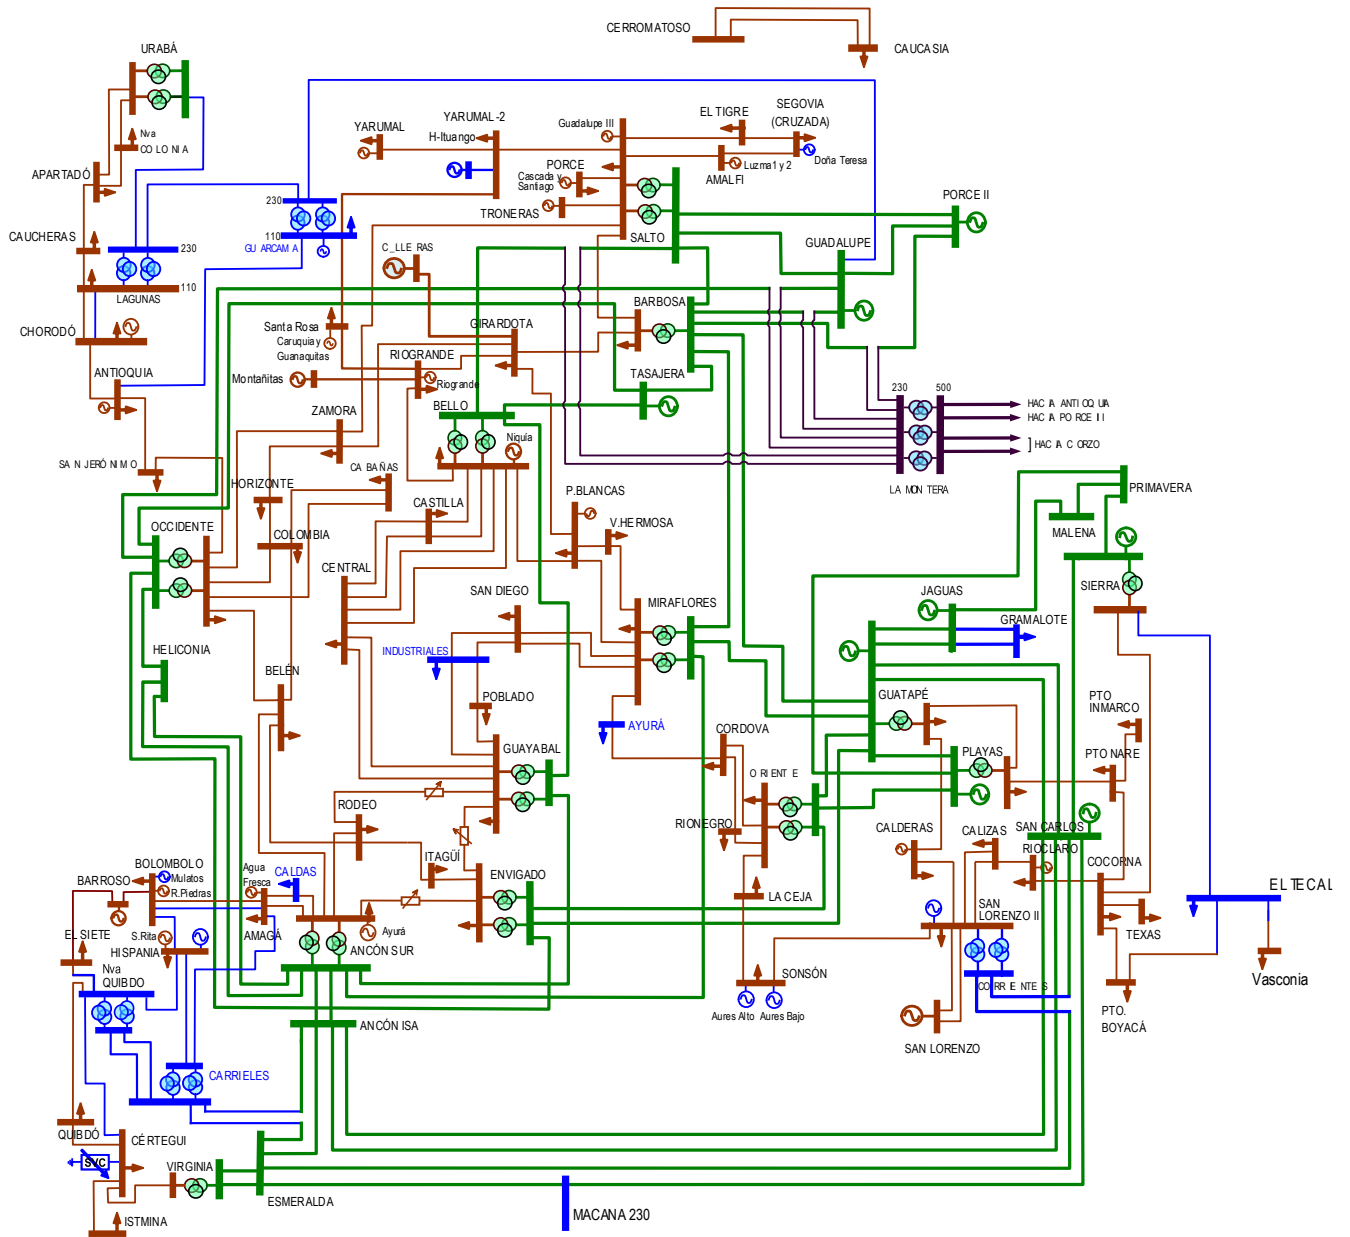 CERROMATOSO
CAUCASIA
URABÁ
Nva
COLONIA
APARTADÓ
CAUCHERAS
230
110
LAGUNAS
CHORODÓ
ANTIOQUIA
SAN JERÓNIMO
230
110
GUARCAMA
YARUMAL
YARUMAL-2
H-Ituango
Guadalupe III
EL TIGRE
SEGOVIA
(CRUZADA)
Doña Teresa
Luzma1 y 2
AMALFI
PORCE
Cascada y
Santiago
TRONERAS
SALTO
PORCE II
GUADALUPE
C_LLERAS
BARBOSA
GIRARDOTA
Santa Rosa
Caruquia y
Guanaquitas
RIOGRANDE
Riogrande
Montañitas
TASAJERA
BELLO
Niquia
ZAMORA
230
500
HACIA ANTIOQUIA
HACIA PORCE II
] HACIA CORZO
LA MONTERA
CABAÑAS
HORIZONTE
CASTILLA
P.BLANCAS
V.HERMOSA
PRIMAVERA
MALENA
OCCIDENTE
COLOMBIA
CENTRAL
SAN DIEGO
MIRAFLORES
JAGUAS
SIERRA
GRAMALOTE
HELICONIA
INDUSTRIALES
BELÉN
POBLADO
AYURÁ
GUATAPÉ
PTO
INMARCO
CORDOVA
GUAYABAL
PLAYAS
PTO NARE
ORIENTE
RODEO
RIONEGRO
CALDERAS
CALIZAS
SAN CARLOS
RIOCLARO
COCORNA
ITAGÜÍ
ENVIGADO
BOLOMBOLO
Mulatos
R.Piedras
BARROSO
Agua
Fresca
CALDAS
LA CEJA
SAN
LORENZO II
EL TECAL
TEXAS
EL SIETE
S.Rita
HISPANIA
AMAGÁ
Ayurá
ANCÓN SUR
Nva
QUIBDO
SONSÓN
CORRIENTES
Vasconia
Aures Alto
Aures Bajo
PTO.
BOYACÁ
ANCÓN ISA
SAN LORENZO
CARRIELES
QUIBDÓ
CÉRTEGUI
SVC
VIRGINIA
ESMERALDA
ISTMINA
MACANA 230